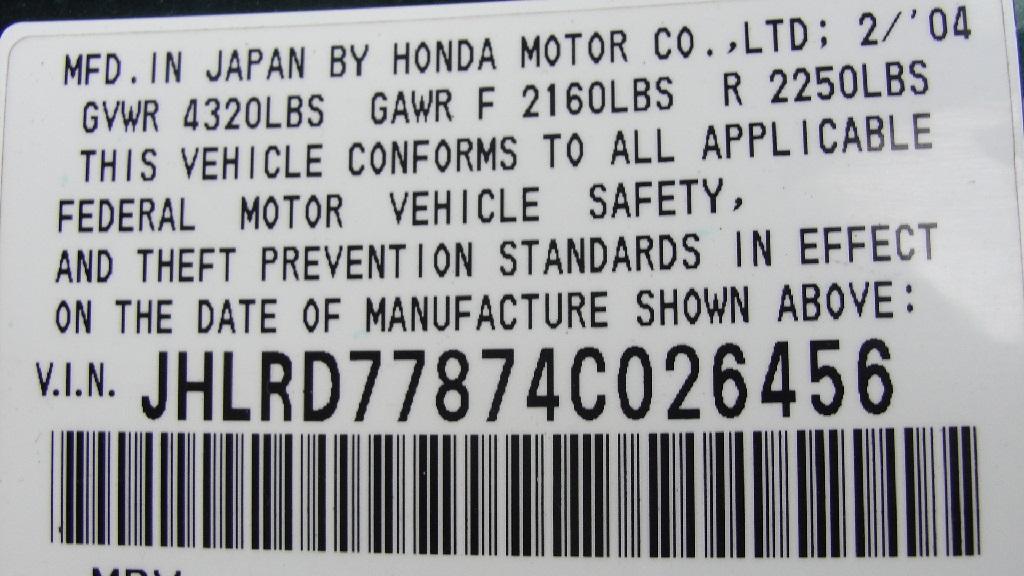 MFD. IN JAPAN BY HONDA MOTOR CO.,LTD; 2/'04
GVWR 4320LBS GAWR F 2160LBS R 2250LBS
THIS VEHICLE CONFORMS TO ALL APPLICABLE
FEDERAL MOTOR VEHICLE SAFETY,
AND THEFT PREVENTION STANDARDS IN EFFECT
ON THE DATE OF MANUFACTURE SHOWN ABOVE:
V.I.N. JHLRD77874C026456